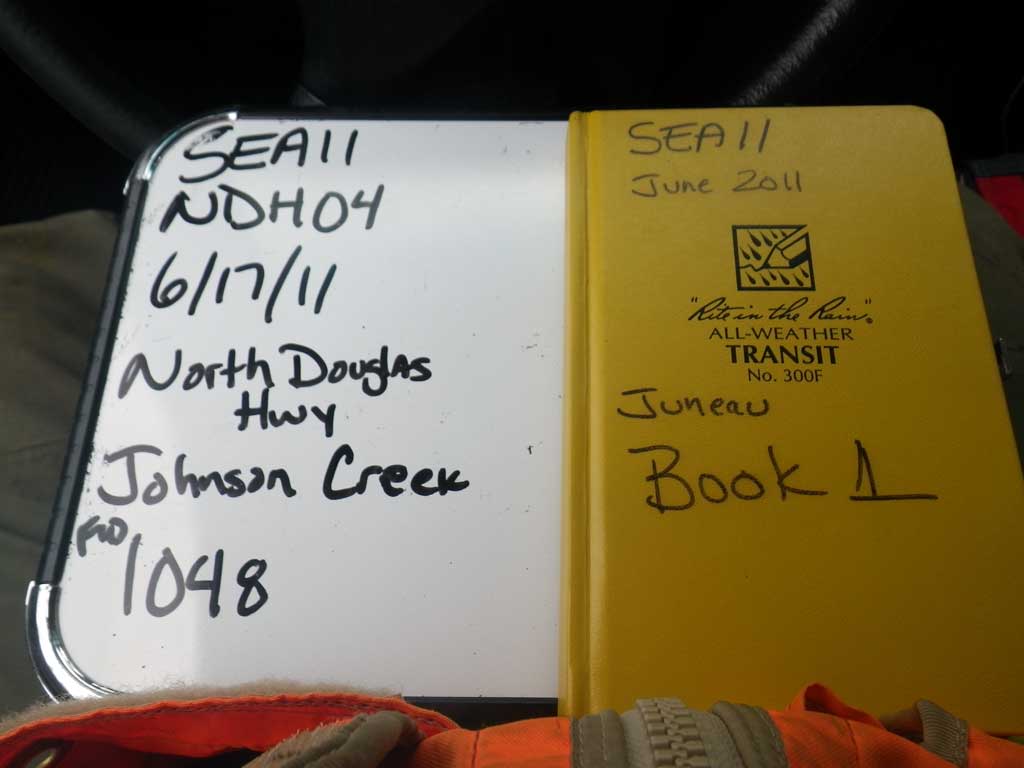 SEA11
NDH04
6/17/11
North Douglas
Hwy
Johnson Creek
FWD
1048
SEA11
June 2011
"Rite in the Rain"®
ALL-WEATHER
TRANSIT
No. 300F
Juneau
Book 1